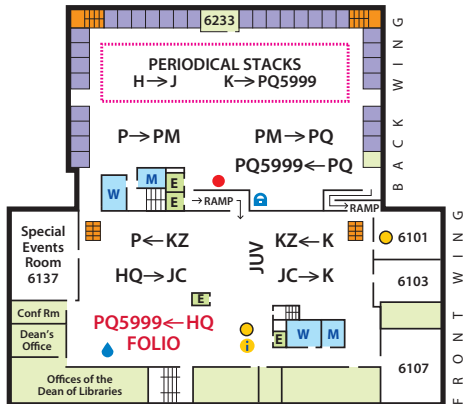 6233
PERIODICAL STACKS
H→J K→PQ5999
P→PM PM→PQ
PQ5999←PQ
BACK WING
M
E
W
E
→RAMP
→RAMP
Special
Events
Room
6137
P←KZ
KZ←K
JUV
6101
HQ→JC
JC→K
6103
E
Conf Rm
Dean's
Office
PQ5999←HQ
FOLIO
i
E
W
M
6107
Offices of the
Dean of Libraries
FRONT WING